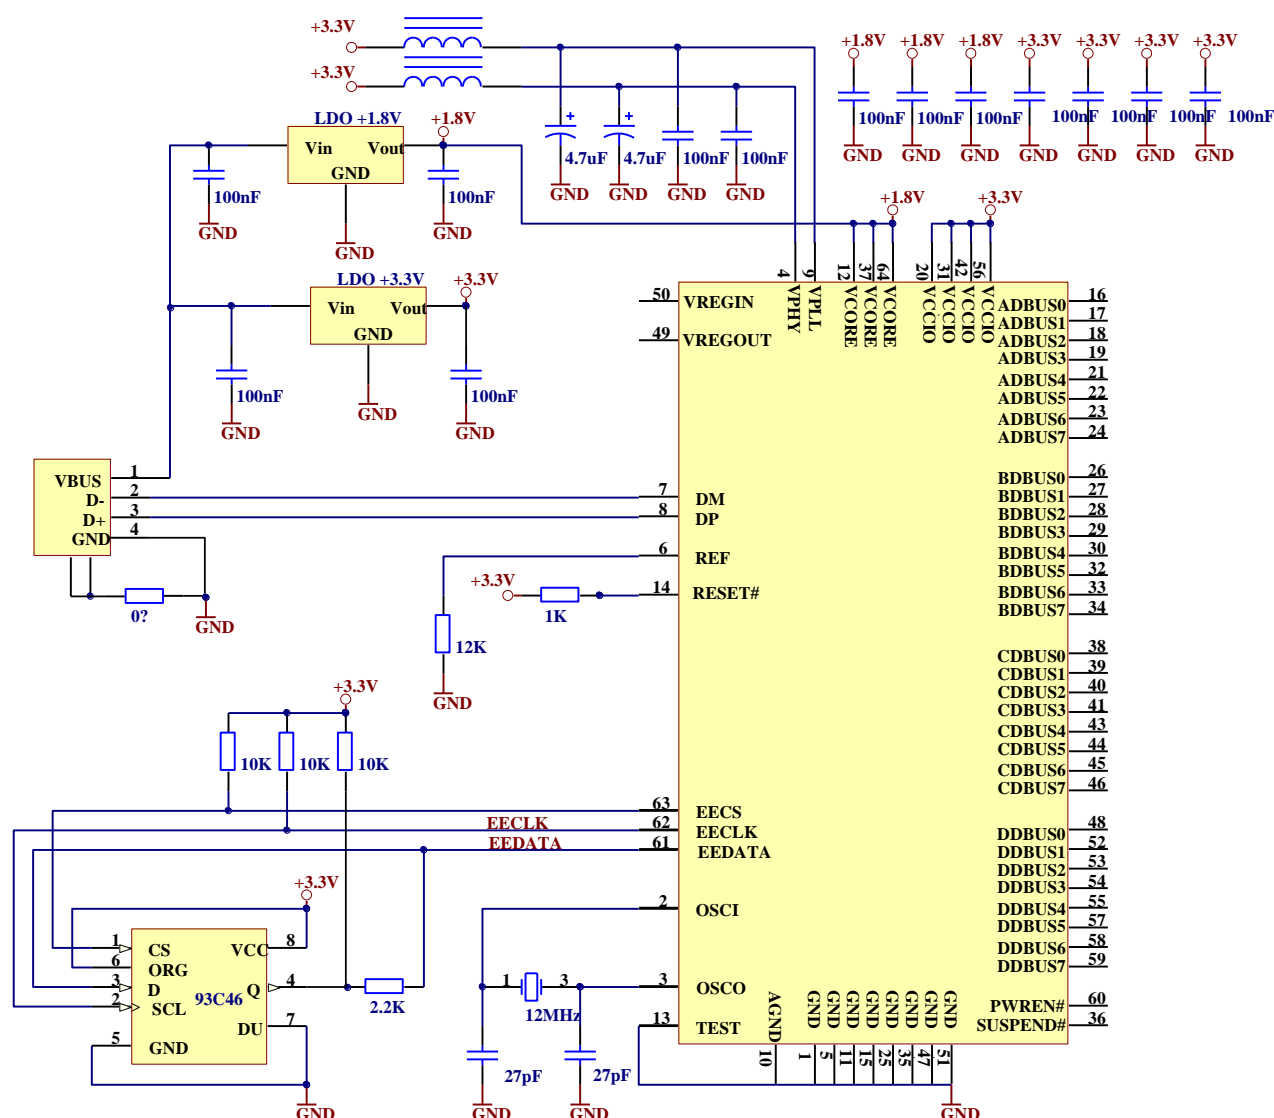 +3.3V
+3.3V
+1.8V +1.8V +1.8V +3.3V +3.3V +3.3V +3.3V
100nF 100nF 100nF 100nF 100nF 100nF 100nF
GND GND GND GND GND GND GND
LDO +1.8V +1.8V
Vin Vout
GND
100nF 100nF
GND GND GND
4.7uF 4.7uF 100nF 100nF
GND GND GND GND
+1.8V +3.3V
LDO +3.3V +3.3V
Vin Vout
GND
100nF 100nF
GND GND GND
4 9 12 37 64 20 31 42 56
VPHY VPLL VCORE VCORE VCORE VCCIO VCCIO VCCIO VCCIO
50 VREGIN
49 VREGOUT
ADBUS0 16
ADBUS1 17
ADBUS2 18
ADBUS3 19
ADBUS4 21
ADBUS5 22
ADBUS6 23
ADBUS7 24
VBUS 1
D- 2
D+ 3
GND 4
0?
GND
7 DM
8 DP
6 REF
+3.3V 1K 14 RESET#
12K
GND
BDBUS0 26
BDBUS1 27
BDBUS2 28
BDBUS3 29
BDBUS4 30
BDBUS5 32
BDBUS6 33
BDBUS7 34
CDBUS0 38
CDBUS1 39
CDBUS2 40
CDBUS3 41
CDBUS4 43
CDBUS5 44
CDBUS6 45
CDBUS7 46
+3.3V
10K 10K 10K
63 EECS
EECLK 62 EECLK
EEDATA 61 EEDATA
DDBUS0 48
DDBUS1 52
DDBUS2 53
DDBUS3 54
DDBUS4 55
DDBUS5 57
DDBUS6 58
DDBUS7 59
+3.3V
1 CS VCC 8
6 ORG
3 D Q 4
2 SCL 93C46
DU 7
5 GND
2.2K
GND
2 OSCI
1 3 3 OSCO
12MHz
13 TEST
27pF 27pF
GND GND
PWREN# 60
SUSPEND# 36
AGND GND GND GND GND GND GND GND GND
10 1 5 11 15 25 35 47 51
GND